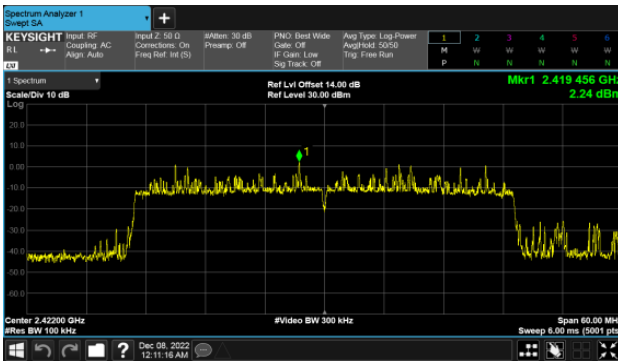 Spectrum Analyzer 1
Swept SA
+
KEYSIGHT
RL
Input: RF
Coupling: AC
Align: Auto
Input Z: 50 Ω
Corrections: On
Freq Ref: Int (S)
#Atten: 30 dB
Preamp: Off
PNO: Best Wide
Gate: Off
IF Gain: Low
Sig Track: Off
Avg Type: Log-Power
Avg|Hold: 50/50
Trig: Free Run
1 2 3 4 5 6
M W W W W W
P N N N N N
LXI
1 Spectrum
Scale/Div 10 dB
Log
Ref Lvl Offset 14.00 dB
Ref Level 30.00 dBm
Mkr1 2.419 456 GHz
2.24 dBm
20.0
10.0
0.00
-10.0
-20.0
-30.0
-40.0
-50.0
-60.0
1
Center 2.42200 GHz
#Res BW 100 kHz
#Video BW 300 kHz
Span 60.00 MH
Sweep 6.00 ms (5001 pts
?
Dec 08, 2022
12:11:16 AM